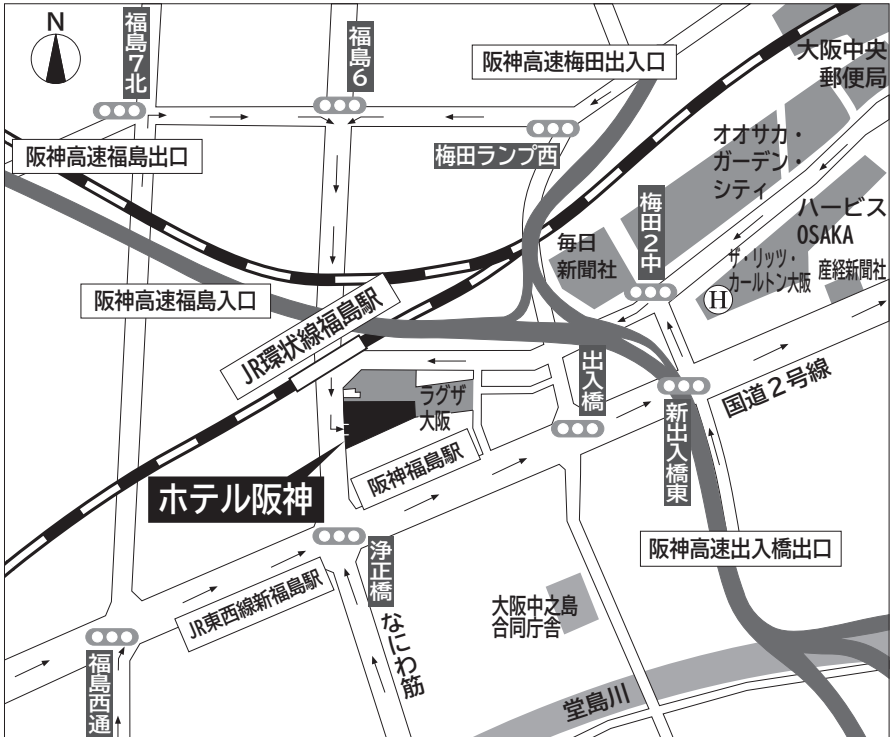 N
福島7北
福島6
阪神高速梅田出入口
大阪中央
郵便局
阪神高速福島出口
梅田ランプ西
オオサカ・
ガーデン・
シティ
梅田2中
ハービス
OSAKA
毎日
新聞社
ザ・リッツ・
カールトン大阪
産経新聞社
H
阪神高速福島入口
JR環状線福島駅
出入橋
国道2号線
ラグザ
大阪
新出入橋東
阪神福島駅
ホテル阪神
浄正橋
阪神高速出入橋出口
JR東西線新福島駅
なにわ筋
大阪中之島
合同庁舎
福島西通
堂島川